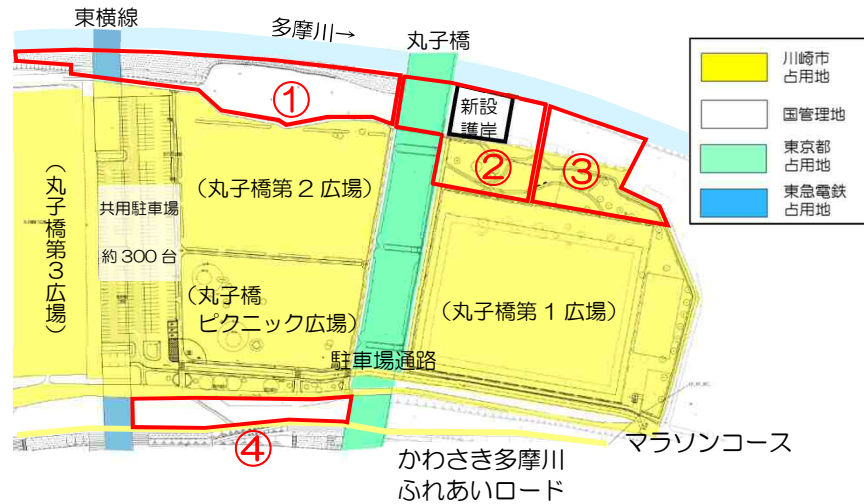 東横線
多摩川→
丸子橋
川崎市
占用地
国管理地
東京都
占用地
東急電鉄
占用地
①
新設
護岸
②
③
(丸子橋第3広場)
共用駐車場
約300台
(丸子橋第2広場)
(丸子橋
ピクニック広場)
(丸子橋第1広場)
駐車場通路
④
マラソンコース
かわさき多摩川
ふれあいロード